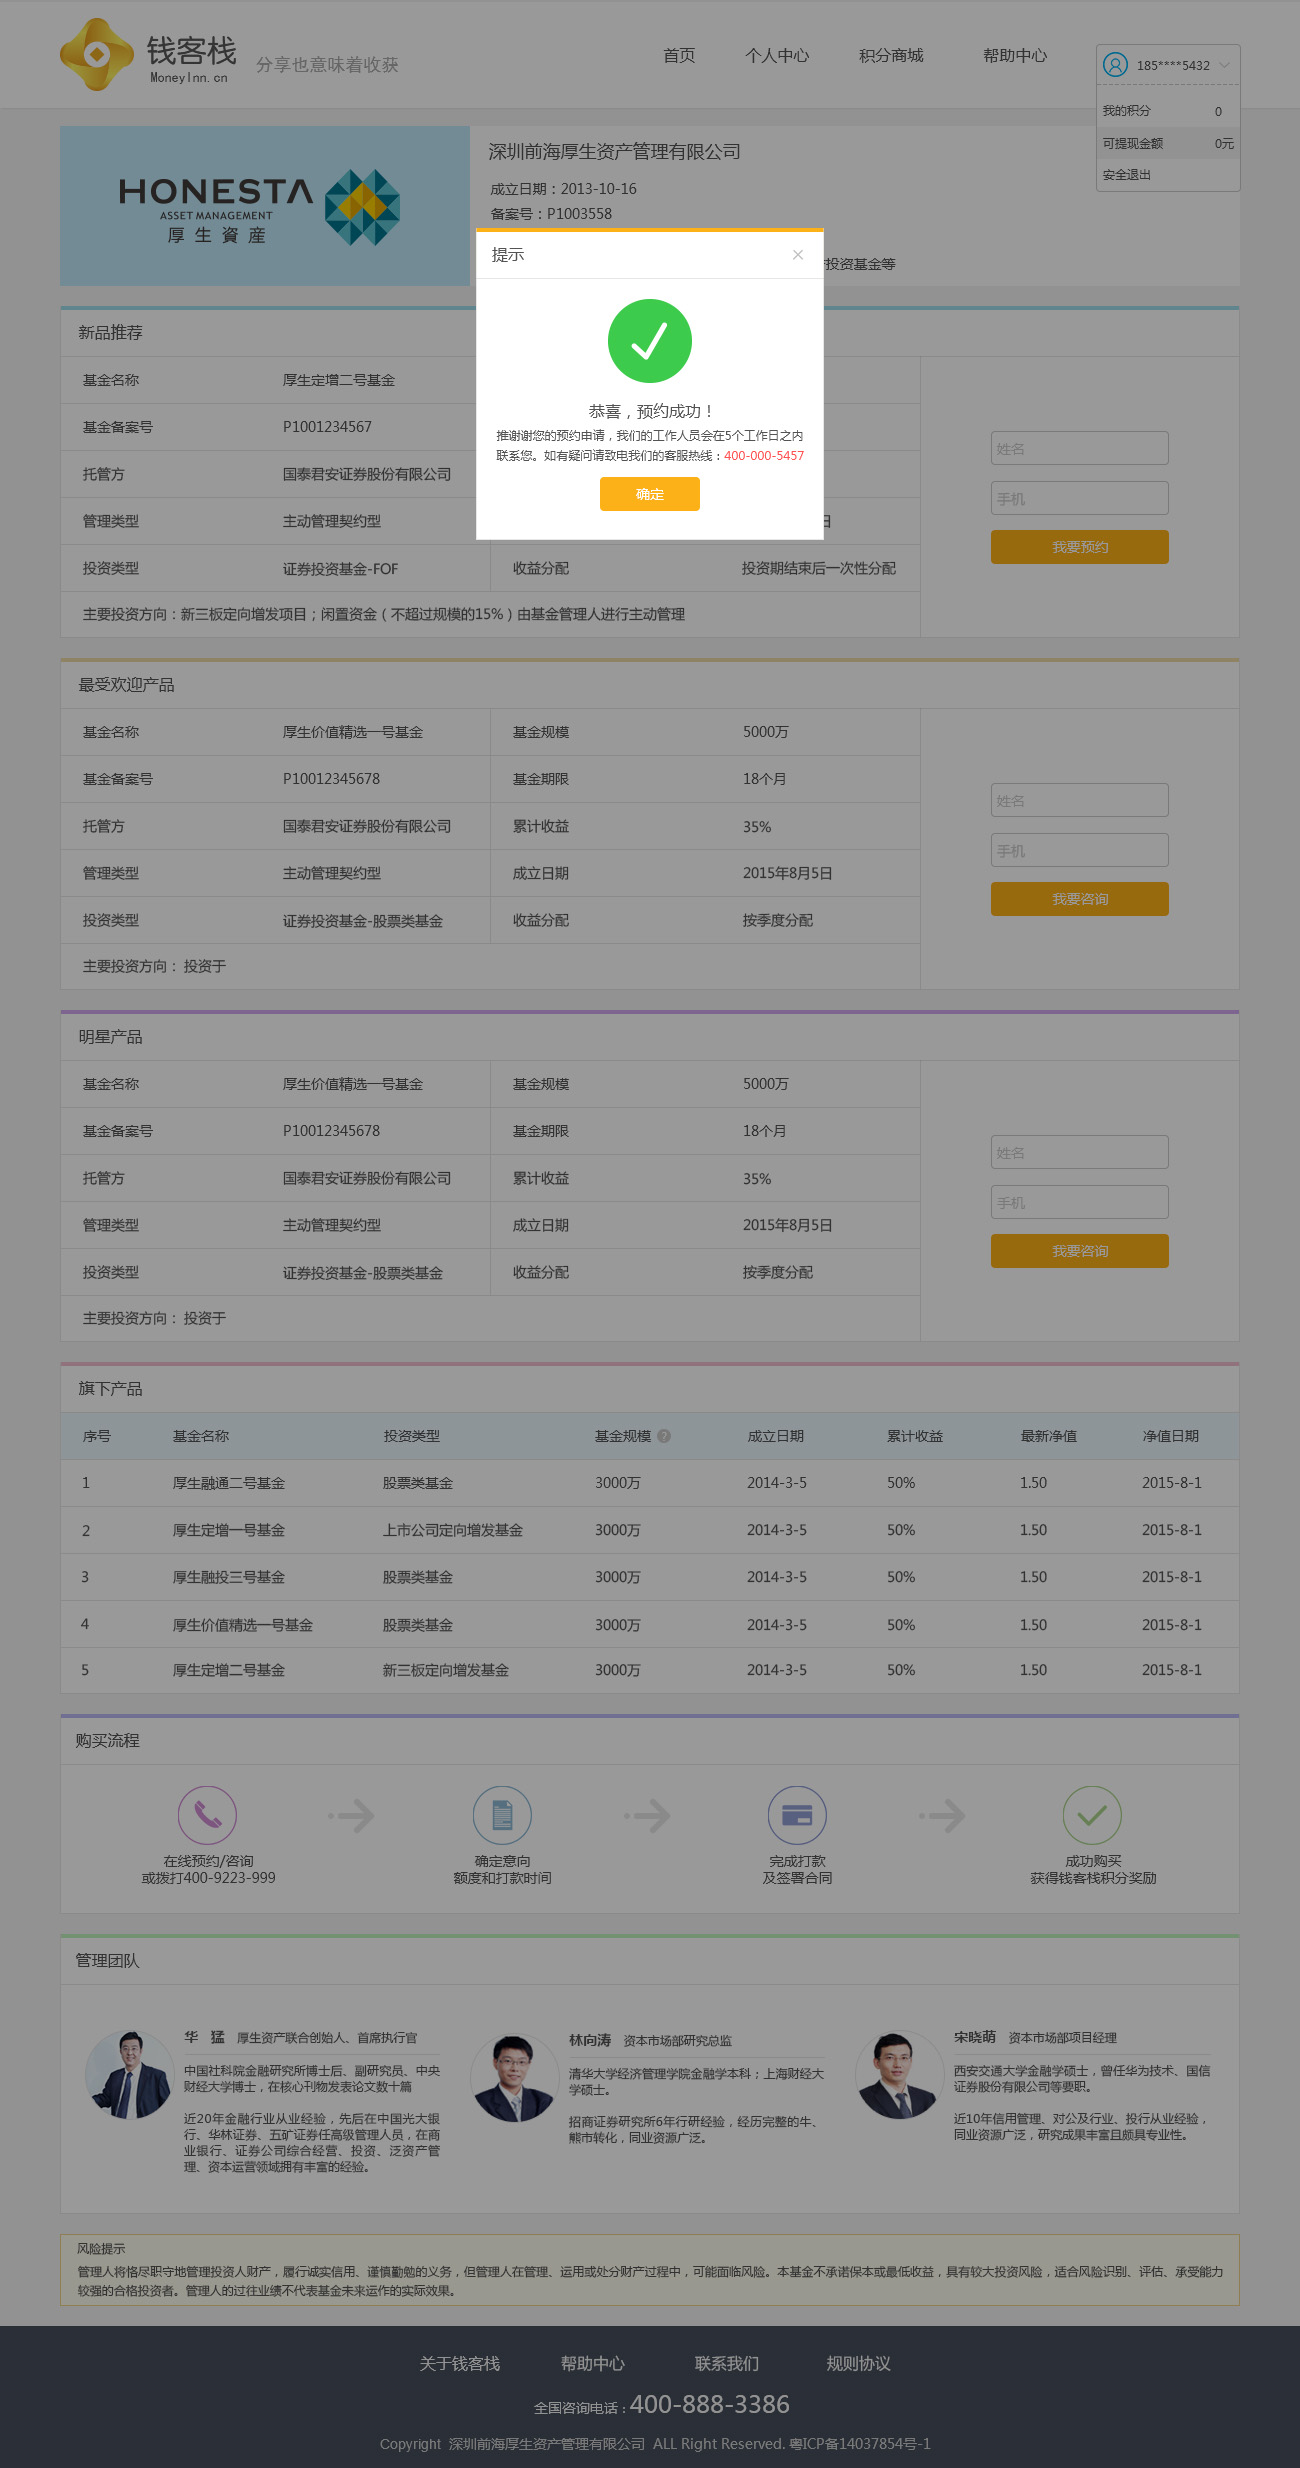 钱客栈
MoneyInn.cn
分享也意味着收获
首页 个人中心 积分商城 帮助中心
185****5432
我的积分 0
可提现金额 0元
安全退出
HONESTA
ASSET MANAGEMENT
厚生資産
深圳前海厚生资产管理有限公司
成立日期：2013-10-16
备案号：P1003558
投资基金等
提示 ×
恭喜，预约成功！
推谢谢您的预约申请，我们的工作人员会在5个工作日之内
联系您。如有疑问请致电我们的客服热线：400-000-5457
确定
新品推荐
基金名称 厚生定增二号基金
基金备案号 P1001234567
托管方 国泰君安证券股份有限公司
管理类型 主动管理契约型 日
投资类型 证券投资基金-FOF 收益分配 投资期结束后一次性分配
主要投资方向：新三板定向增发项目；闲置资金（不超过规模的15%）由基金管理人进行主动管理
姓名
手机
我要预约
最受欢迎产品
基金名称 厚生价值精选一号基金 基金规模 5000万
基金备案号 P10012345678 基金期限 18个月
托管方 国泰君安证券股份有限公司 累计收益 35%
管理类型 主动管理契约型 成立日期 2015年8月5日
投资类型 证券投资基金-股票类基金 收益分配 按季度分配
主要投资方向： 投资于
姓名
手机
我要咨询
明星产品
基金名称 厚生价值精选一号基金 基金规模 5000万
基金备案号 P10012345678 基金期限 18个月
托管方 国泰君安证券股份有限公司 累计收益 35%
管理类型 主动管理契约型 成立日期 2015年8月5日
投资类型 证券投资基金-股票类基金 收益分配 按季度分配
主要投资方向： 投资于
姓名
手机
我要咨询
旗下产品
序号 基金名称 投资类型 基金规模 ? 成立日期 累计收益 最新净值 净值日期
1 厚生融通二号基金 股票类基金 3000万 2014-3-5 50% 1.50 2015-8-1
2 厚生定增一号基金 上市公司定向增发基金 3000万 2014-3-5 50% 1.50 2015-8-1
3 厚生融投三号基金 股票类基金 3000万 2014-3-5 50% 1.50 2015-8-1
4 厚生价值精选一号基金 股票类基金 3000万 2014-3-5 50% 1.50 2015-8-1
5 厚生定增二号基金 新三板定向增发基金 3000万 2014-3-5 50% 1.50 2015-8-1
购买流程
在线预约/咨询
或拨打400-9223-999
确定意向
额度和打款时间
完成打款
及签署合同
成功购买
获得钱客栈积分奖励
管理团队
华 猛 厚生资产联合创始人、首席执行官
中国社科院金融研究所博士后、副研究员、中央
财经大学博士，在核心刊物发表论文数十篇
近20年金融行业从业经验，先后在中国光大银
行、华林证券、五矿证券任高级管理人员，在商
业银行、证券公司综合经营、投资、泛资产管
理、资本运营领域拥有丰富的经验。
林向涛 资本市场部研究总监
清华大学经济管理学院金融学本科；上海财经大
学硕士。
招商证券研究所6年行研经验，经历完整的牛、
熊市转化，同业资源广泛。
宋晓萌 资本市场部项目经理
西安交通大学金融学硕士，曾任华为技术、国信
证券股份有限公司等要职。
近10年信用管理、对公及行业、投行从业经验，
同业资源广泛，研究成果丰富且颇具专业性。
风险提示
管理人将恪尽职守地管理投资人财产，履行诚实信用、谨慎勤勉的义务，但管理人在管理、运用或处分财产过程中，可能面临风险。本基金不承诺保本或最低收益，具有较大投资风险，适合风险识别、评估、承受能力
较强的合格投资者。管理人的过往业绩不代表基金未来运作的实际效果。
关于钱客栈 帮助中心 联系我们 规则协议
全国咨询电话：400-888-3386
Copyright 深圳前海厚生资产管理有限公司 ALL Right Reserved. 粤ICP备14037854号-1